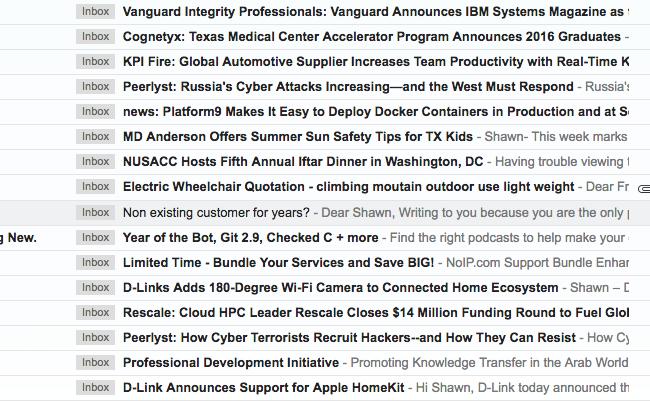 Inbox Vanguard Integrity Professionals: Vanguard Announces IBM Systems Magazine as
Inbox Cognetyx: Texas Medical Center Accelerator Program Announces 2016 Graduates -
Inbox KPI Fire: Global Automotive Supplier Increases Team Productivity with Real-Time K
Inbox Peerlyst: Russia's Cyber Attacks Increasing—and the West Must Respond - Russia's
Inbox news: Platform9 Makes It Easy to Deploy Docker Containers in Production and at S
Inbox MD Anderson Offers Summer Sun Safety Tips for TX Kids - Shawn- This week marks
Inbox NUSACC Hosts Fifth Annual Iftar Dinner in Washington, DC - Having trouble viewing
Inbox Electric Wheelchair Quotation - climbing moutain outdoor use light weight - Dear Fr
Inbox Non existing customer for years? - Dear Shawn, Writing to you because you are the only
g New. Inbox Year of the Bot, Git 2.9, Checked C + more - Find the right podcasts to help make your
Inbox Limited Time - Bundle Your Services and Save BIG! - NoIP.com Support Bundle Enhan
Inbox D-Links Adds 180-Degree Wi-Fi Camera to Connected Home Ecosystem - Shawn – D
Inbox Rescale: Cloud HPC Leader Rescale Closes $14 Million Funding Round to Fuel Glo
Inbox Peerlyst: How Cyber Terrorists Recruit Hackers--and How They Can Resist - How Cy
Inbox Professional Development Initiative - Promoting Knowledge Transfer in the Arab World
Inbox D-Link Announces Support for Apple HomeKit - Hi Shawn, D-Link today announced th